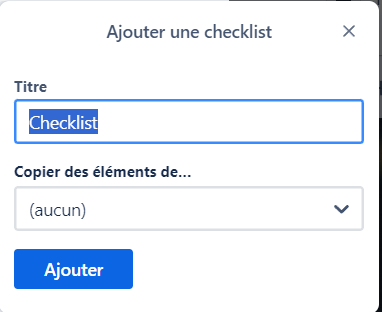 Ajouter une checklist
Titre
Checklist
Copier des éléments de...
(aucun)
Ajouter